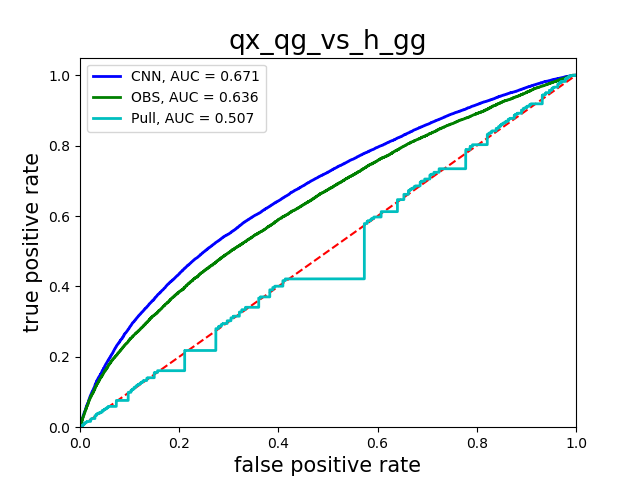 qx_qg_vs_h_gg
CNN, AUC = 0.671
OBS, AUC = 0.636
Pull, AUC = 0.507
true positive rate
1.0
0.8
0.6
0.4
0.2
0.0
0.0 0.2 0.4 0.6 0.8 1.0
false positive rate